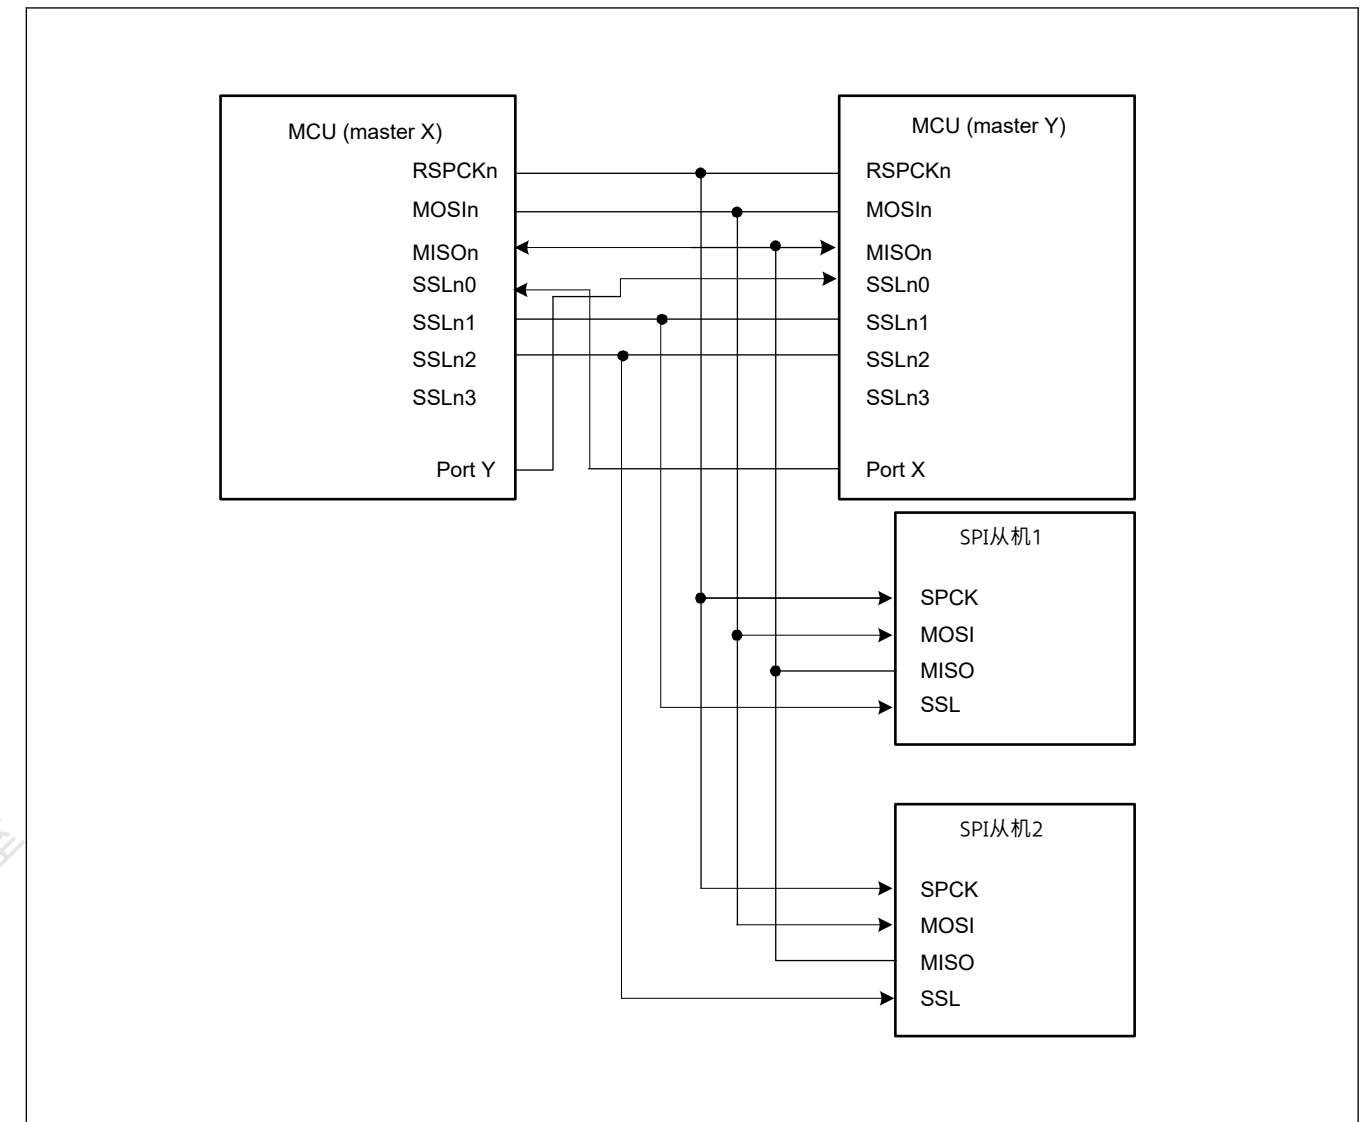 MCU (master X)
RSPCKn
MOSIn
MISOn
SSLn0
SSLn1
SSLn2
SSLn3
Port Y
MCU (master Y)
RSPCKn
MOSIn
MISOn
SSLn0
SSLn1
SSLn2
SSLn3
Port X
SPI从机1
SPCK
MOSI
MISO
SSL
SPI从机2
SPCK
MOSI
MISO
SSL